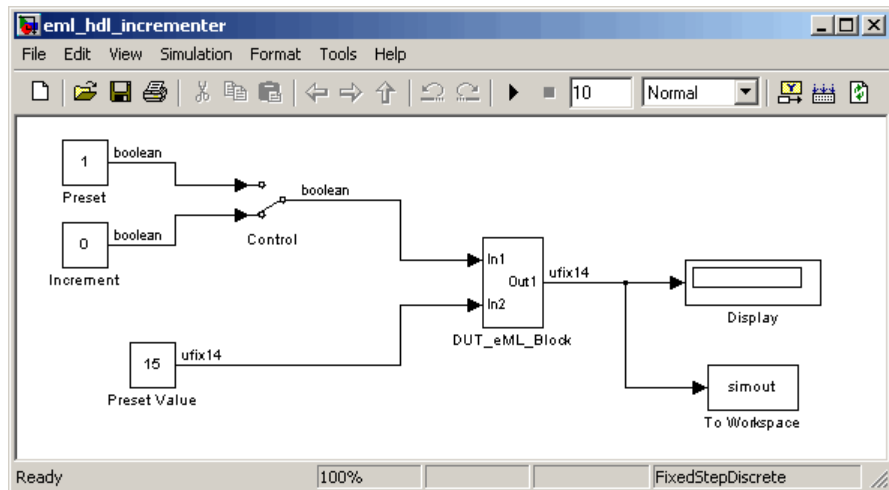 eml_hdl_incrementer
File Edit View Simulation Format Tools Help
10 Normal
1 boolean
Preset
boolean
Control
0 boolean
Increment
In1
Out1 ufix14
In2
DUT_eML_Block
Display
15 ufix14
Preset Value
simout
To Workspace
Ready 100% FixedStepDiscrete